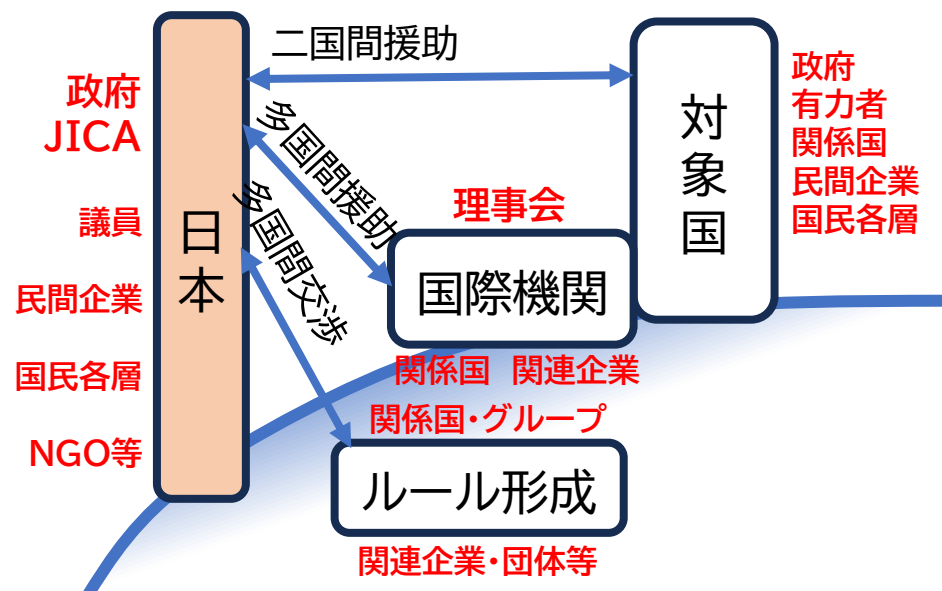 二国間援助
政府
JICA
議員
民間企業
国民各層
NGO等
日本
多国間援助
多国間交渉
理事会
国際機関
関係国 関連企業
関係国・グループ
ルール形成
関連企業・団体等
対象国
政府
有力者
関係国
民間企業
国民各層